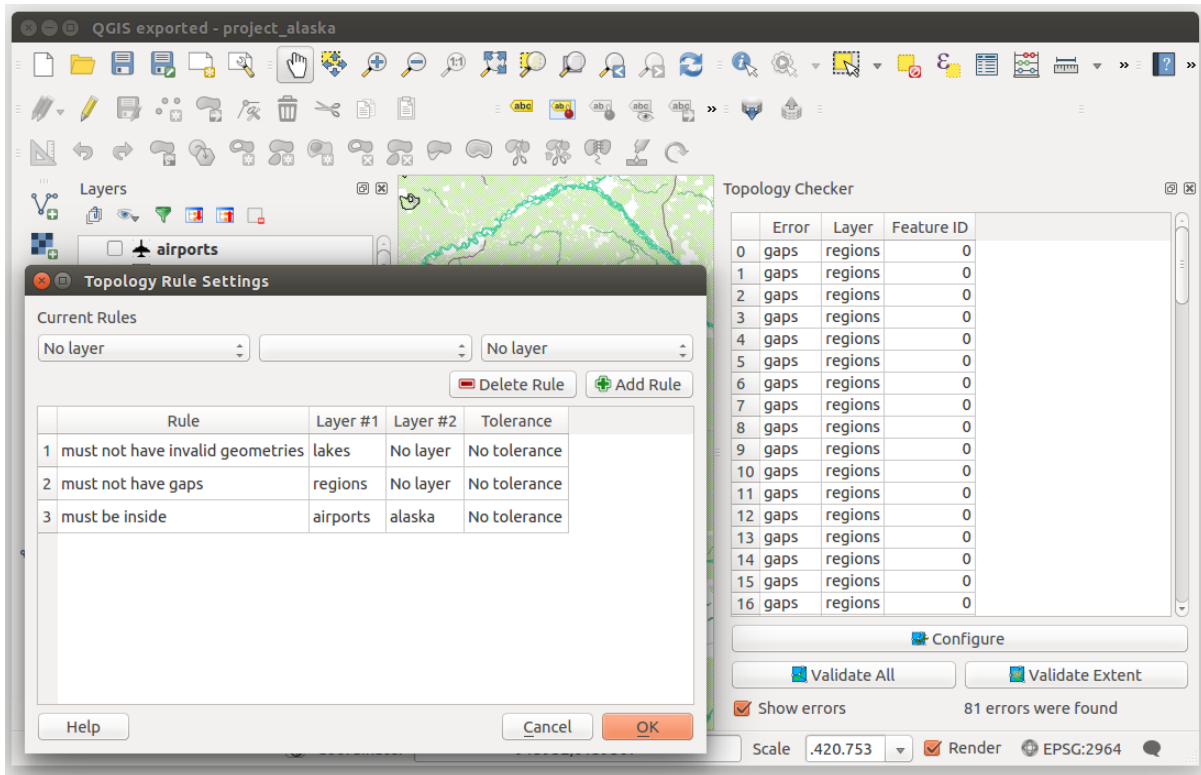 QGIS exported - project_alaska
1:1
ε
?
abc
ab
ab
abc
abc
Layers
airports
Topology Checker
Error Layer Feature ID
0 gaps regions 0
1 gaps regions 0
2 gaps regions 0
3 gaps regions 0
4 gaps regions 0
5 gaps regions 0
6 gaps regions 0
7 gaps regions 0
8 gaps regions 0
9 gaps regions 0
10 gaps regions 0
11 gaps regions 0
12 gaps regions 0
13 gaps regions 0
14 gaps regions 0
15 gaps regions 0
16 gaps regions 0
Configure
Validate All Validate Extent
Show errors 81 errors were found
Topology Rule Settings
Current Rules
No layer No layer
Delete Rule Add Rule
Rule Layer #1 Layer #2 Tolerance
1 must not have invalid geometries lakes No layer No tolerance
2 must not have gaps regions No layer No tolerance
3 must be inside airports alaska No tolerance
Help Cancel OK
Scale .420.753 Render EPSG:2964